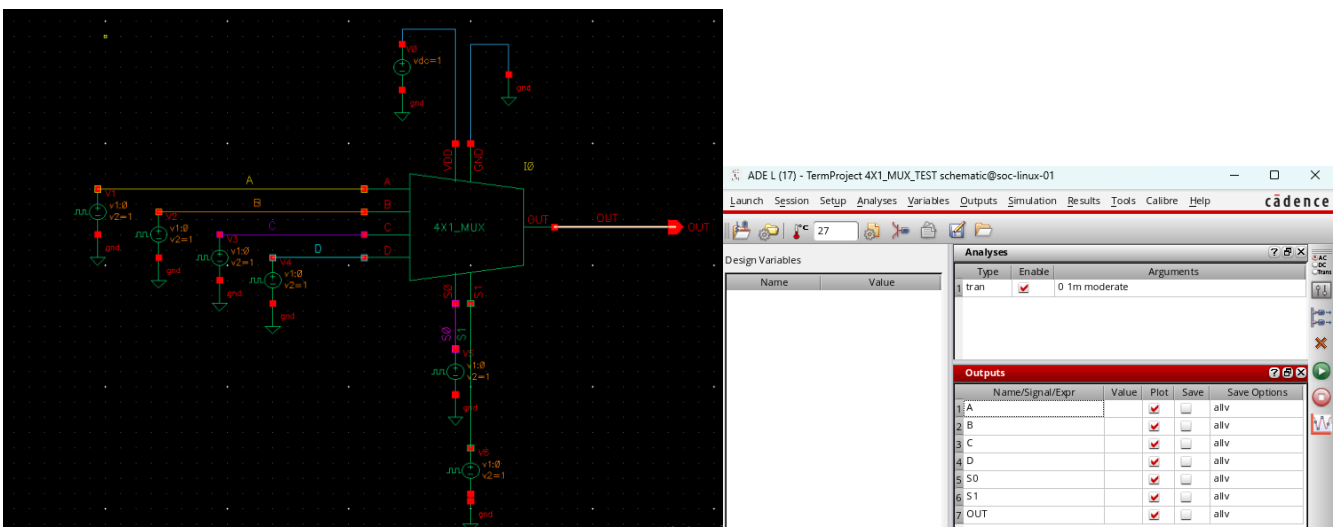 V0
vdc=1
gnd
gnd
VDD
GND
I0
A
A
V1
v1:0
v2=1
gnd
B
B
V2
v1:0
v2=1
gnd
C
C
V3
v1:0
v2=1
gnd
D
D
V4
v1:0
v2=1
gnd
4X1_MUX
OUT
OUT
OUT
S0
S1
S0
S1
V5
v1:0
v2=1
gnd
V6
v1:0
v2=1
gnd
ADE L (17) - TermProject 4X1_MUX_TEST schematic@soc-linux-01
Launch Session Setup Analyses Variables Outputs Simulation Results Tools Calibre Help cādence
°C 27
Design Variables
Name Value
Analyses
Type Enable Arguments
1 tran 0 1m moderate
Outputs
Name/Signal/Expr Value Plot Save Save Options
1 A allv
2 B allv
3 C allv
4 D allv
5 S0 allv
6 S1 allv
7 OUT allv
AC
DC
Trans